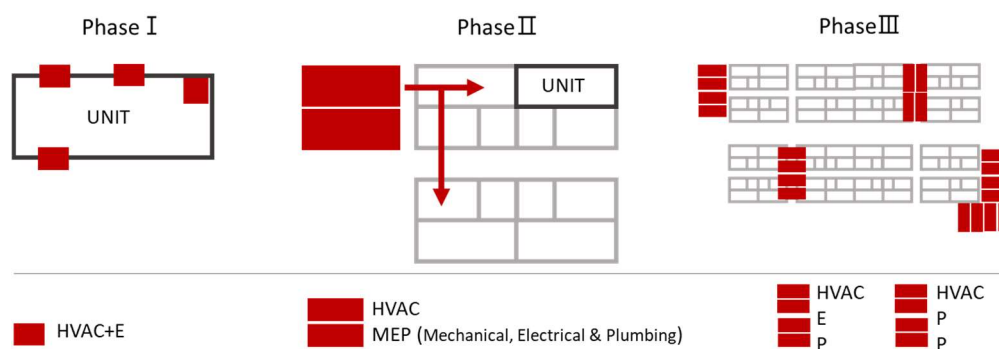 Phase Ⅰ
Phase Ⅱ
Phase Ⅲ
UNIT
UNIT
HVAC+E
HVAC
MEP (Mechanical, Electrical & Plumbing)
HVAC
E
P
HVAC
P
P